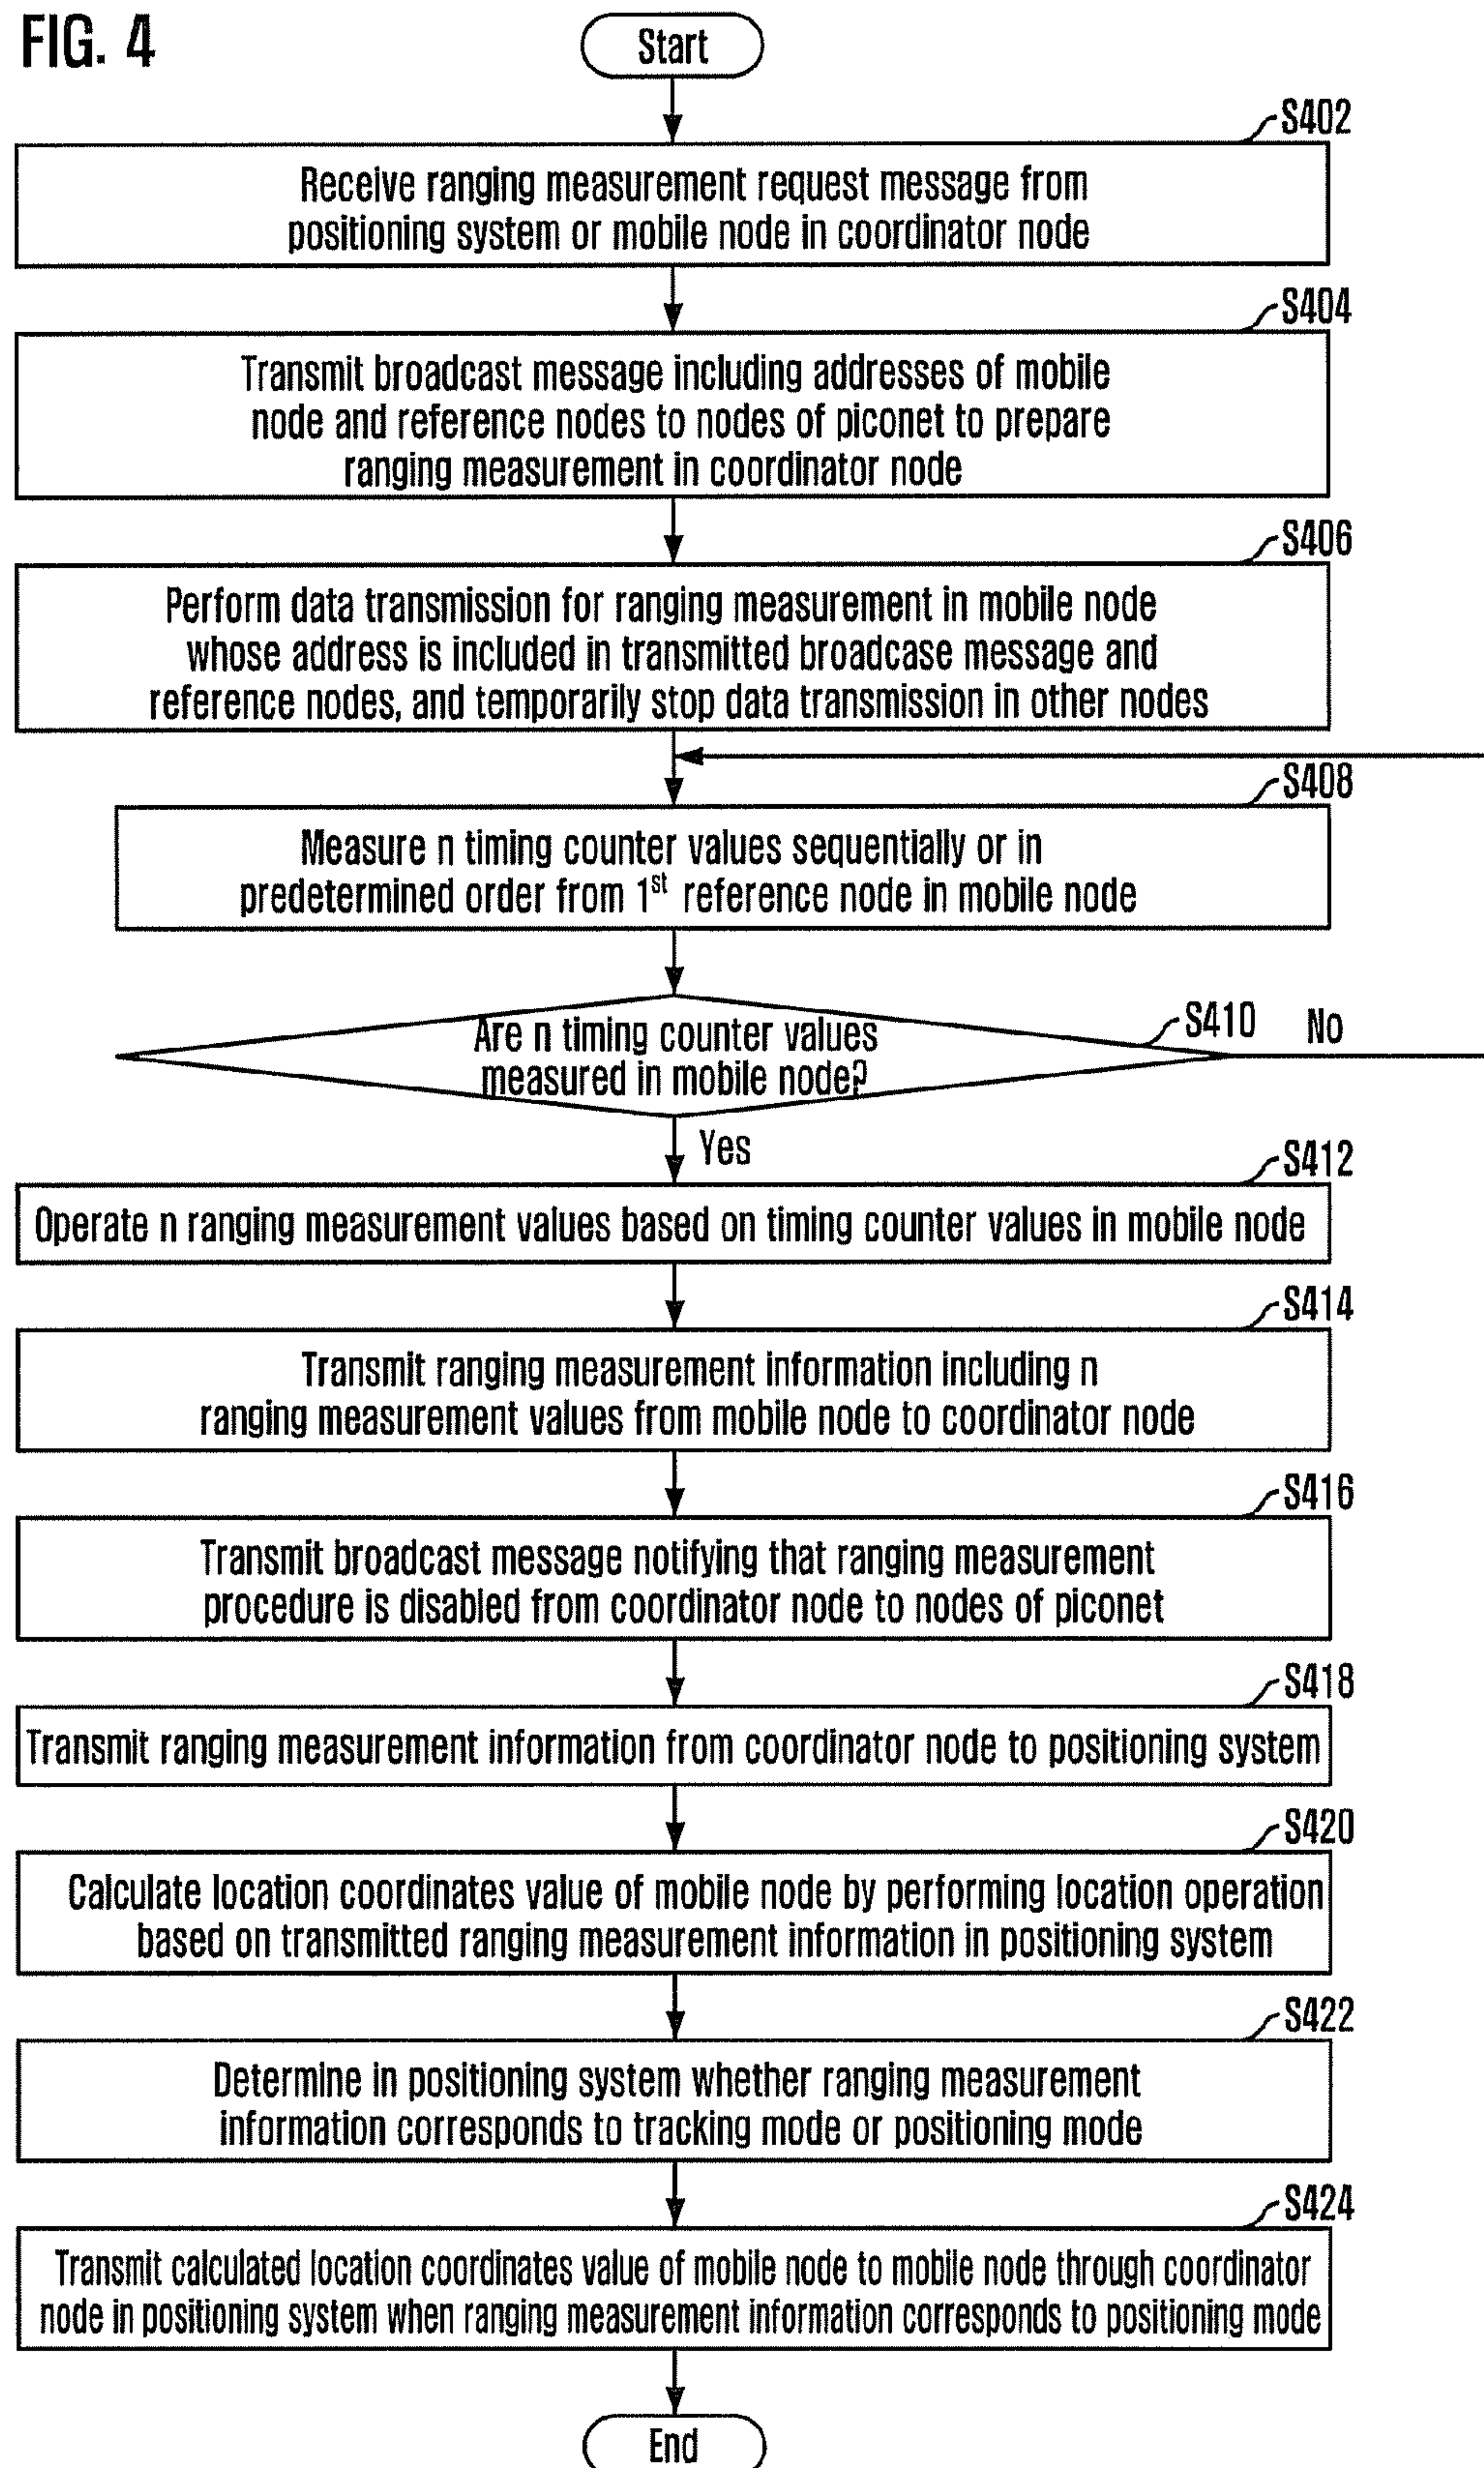 FIG. 4
Start
S402
Receive ranging measurement request message from
positioning system or mobile node in coordinator node
S404
Transmit broadcast message including addresses of mobile
node and reference nodes to nodes of piconet to prepare
ranging measurement in coordinator node
S406
Perform data transmission for ranging measurement in mobile node
whose address is included in transmitted broadcase message and
reference nodes, and temporarily stop data transmission in other nodes
S408
Measure n timing counter values sequentially or in
predetermined order from 1st reference node in mobile node
S410
No
Are n timing counter values
measured in mobile node?
Yes
S412
Operate n ranging measurement values based on timing counter values in mobile node
S414
Transmit ranging measurement information including n
ranging measurement values from mobile node to coordinator node
S416
Transmit broadcast message notifying that ranging measurement
procedure is disabled from coordinator node to nodes of piconet
S418
Transmit ranging measurement information from coordinator node to positioning system
S420
Calculate location coordinates value of mobile node by performing location operation
based on transmitted ranging measurement information in positioning system
S422
Determine in positioning system whether ranging measurement
information corresponds to tracking mode or positioning mode
S424
Transmit calculated location coordinates value of mobile node to mobile node through coordinator
node in positioning system when ranging measurement information corresponds to positioning mode
End